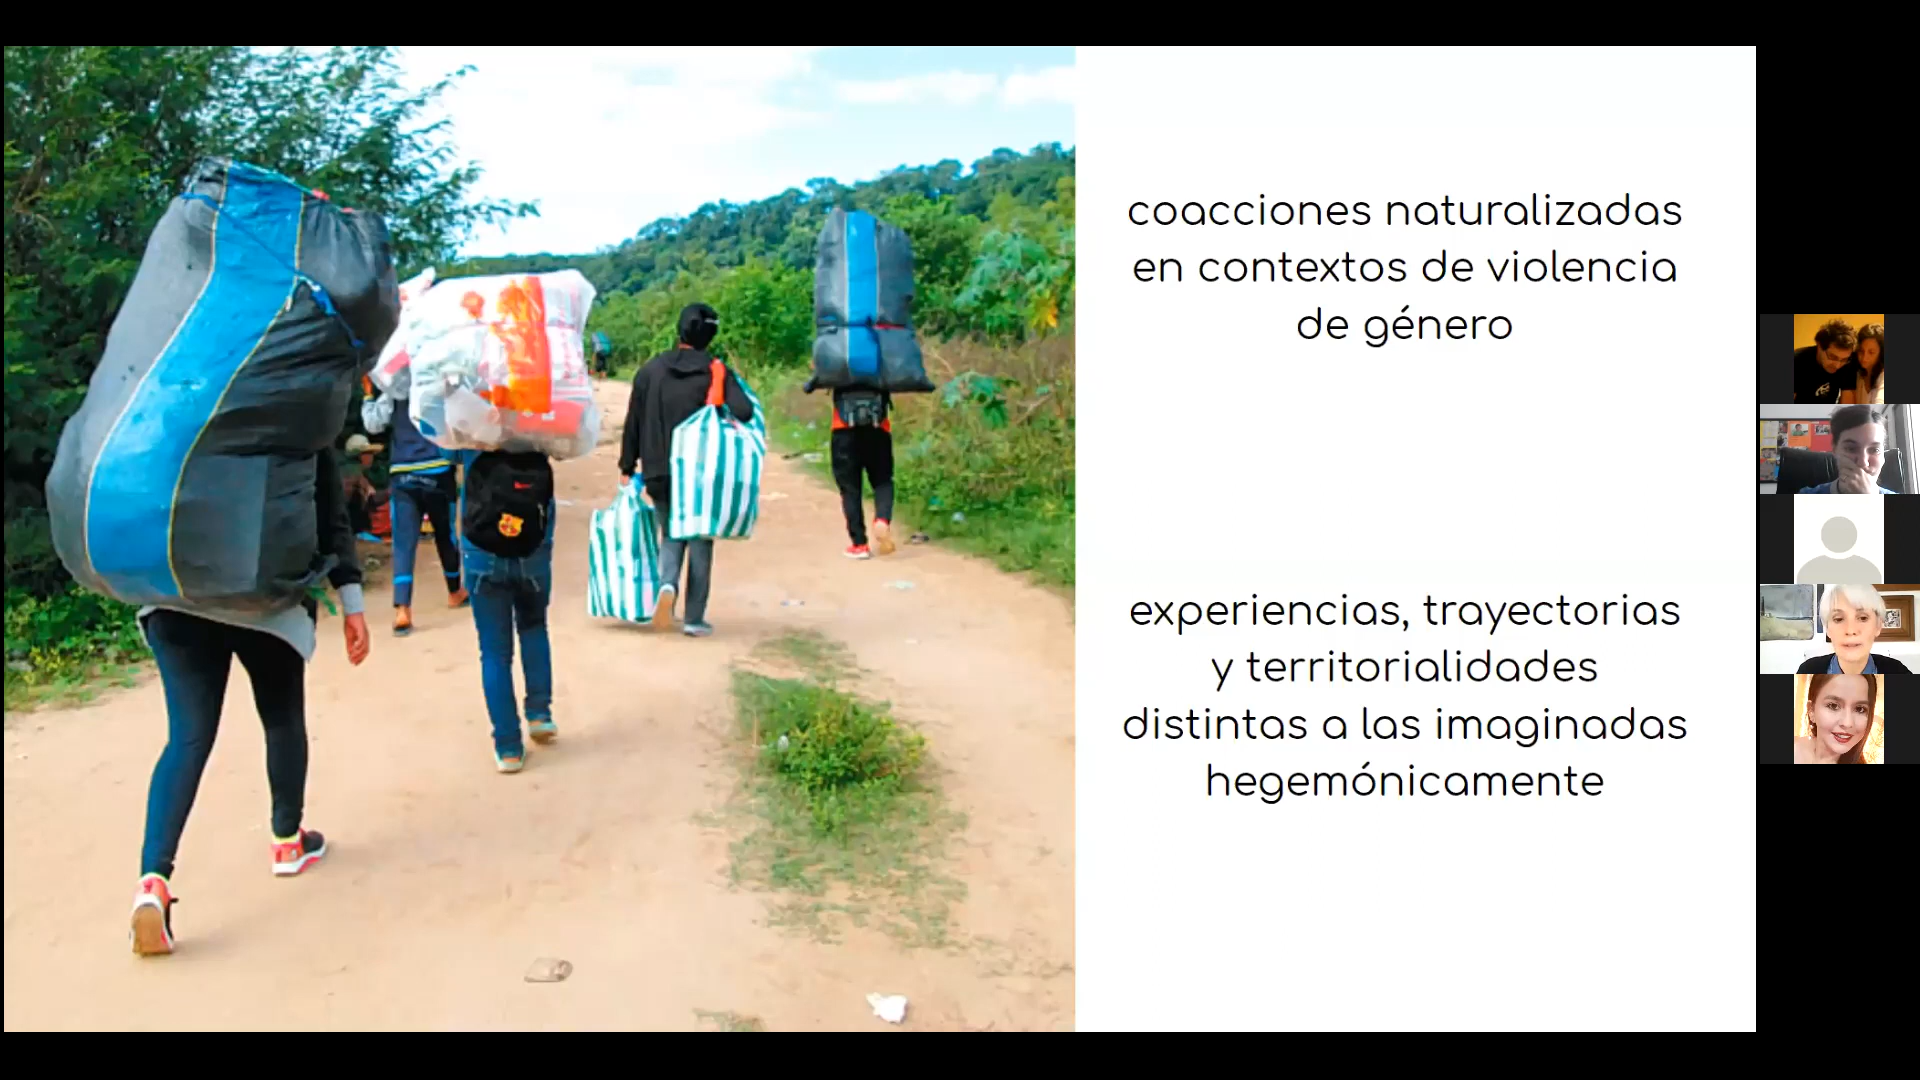 coacciones naturalizadas
en contextos de violencia
de género
experiencias, trayectorias
y territorialidades
distintas a las imaginadas
hegemónicamente